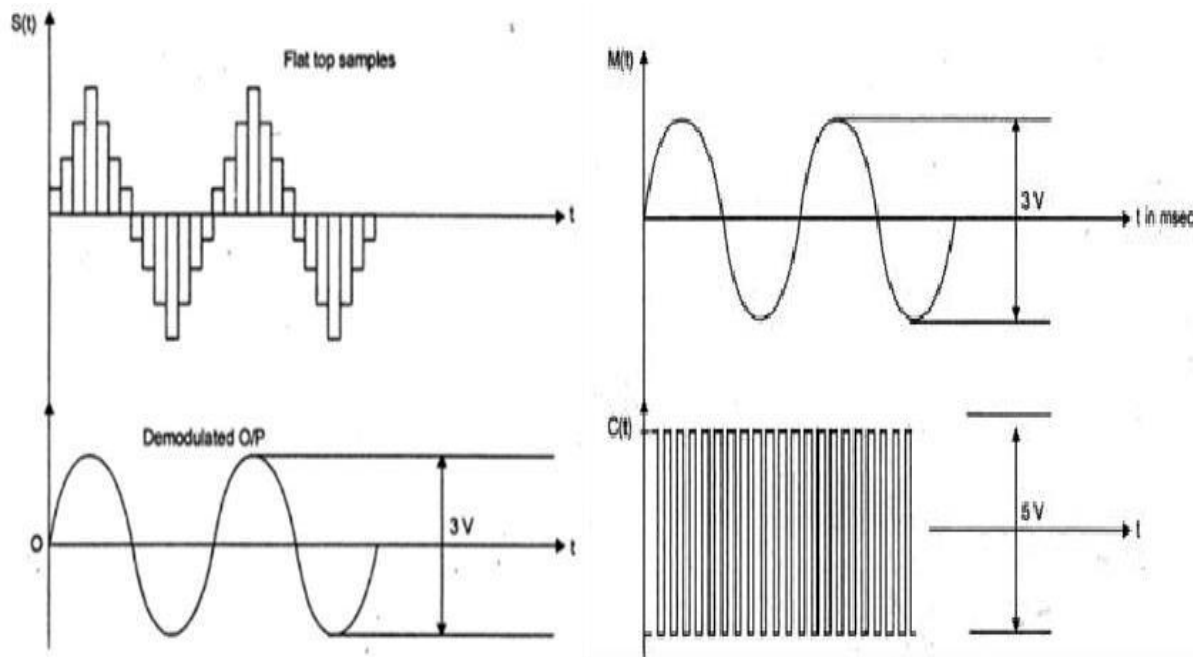 S(t)
Flat top samples
t
Demodulated O/P
3 V
O
t
M(t)
3 V
t in msec
C(t)
5 V
t